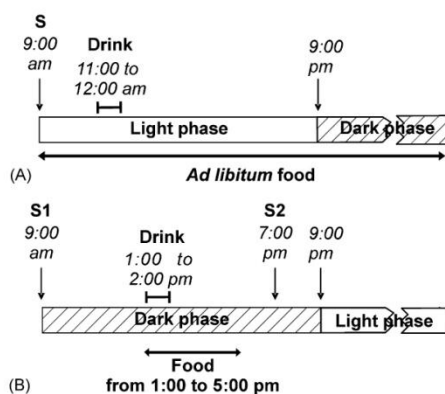 S
9:00
am
Drink
11:00 to
12:00 am
9:00
pm
Light phase
Dark phase
Ad libitum food
(A)
S1
9:00
am
Drink
1:00 to
2:00 pm
S2
7:00
pm
9:00
pm
Dark phase
Light phase
Food
from 1:00 to 5:00 pm
(B)